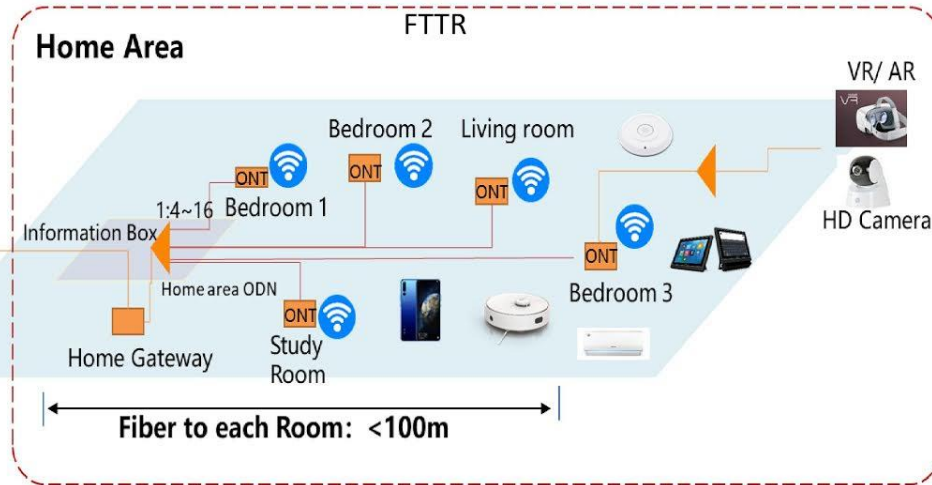 FTTR
Home Area
VR/ AR
Bedroom 2
Living room
ONT
ONT
Bedroom 1
1:4~16
ONT
Information Box
HD Camera
ONT
Bedroom 3
Home area ODN
ONT
Study
Room
Home Gateway
Fiber to each Room: <100m